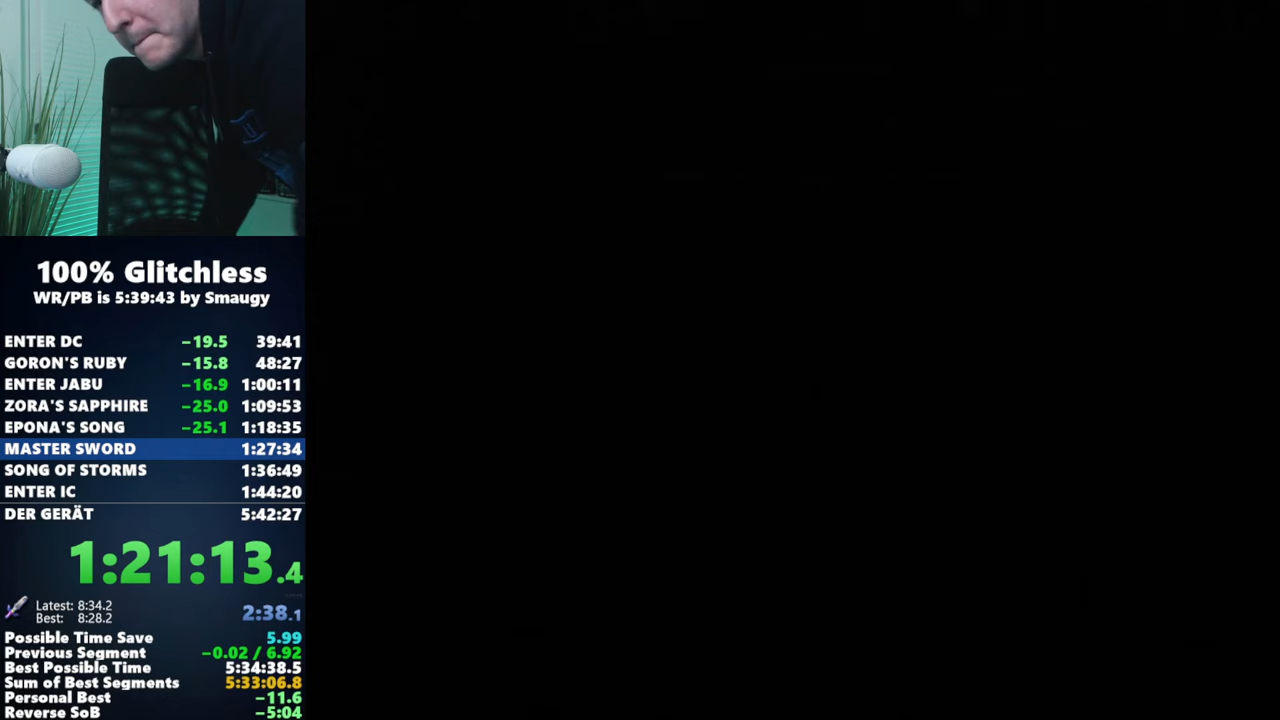 100% Glitchless
WR/PB is 5:39:43 by Smaugy
ENTER DC −19.5 39:41
GORON'S RUBY −15.8 48:27
ENTER JABU −16.9 1:00:11
ZORA'S SAPPHIRE −25.0 1:09:53
EPONA'S SONG −25.1 1:18:35
MASTER SWORD 1:27:34
SONG OF STORMS 1:36:49
ENTER IC 1:44:20
DER GERÄT 5:42:27
1:21:13.4
Latest: 8:34.2
Best: 8:28.2
2:38.1
Possible Time Save 5.99
Previous Segment −0.02 / 6.92
Best Possible Time 5:34:38.5
Sum of Best Segments 5:33:06.8
Personal Best −11.6
Reverse SoB −5:04